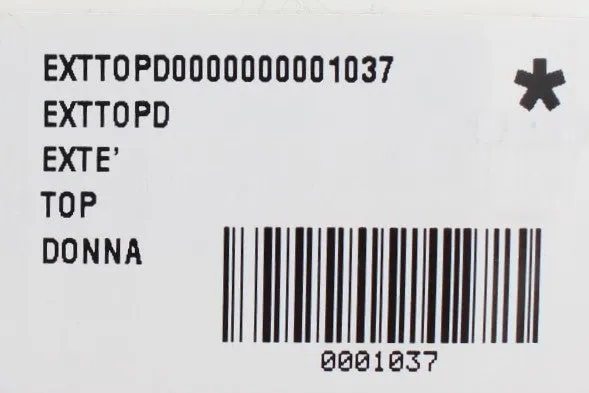 EXTTOPD0000000001037
*
EXTTOPD
EXTE’
TOP
DONNA
0001037